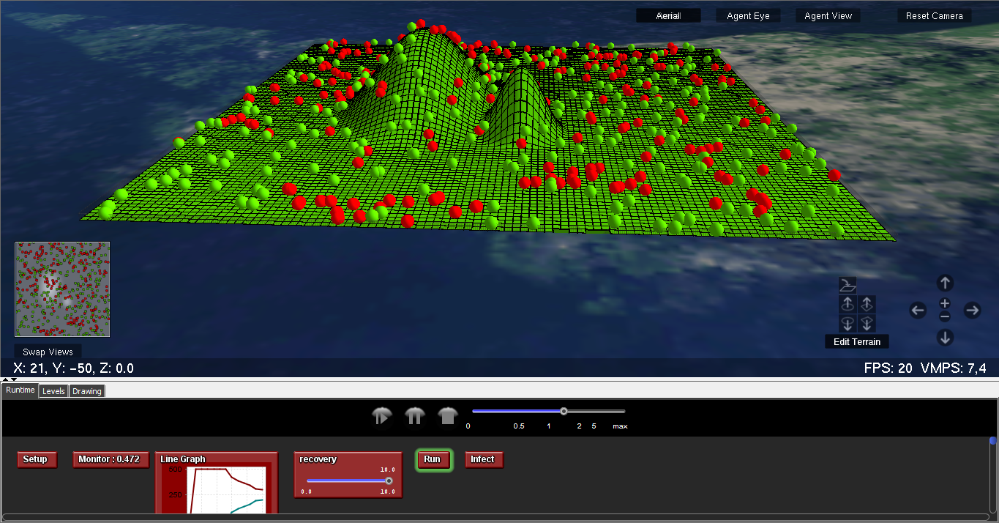 Aerial Agent Eye Agent View Reset Camera
Edit Terrain
Swap Views
X: 21, Y: -50, Z: 0.0 FPS: 20 VMPS: 7,4
Runtime Levels Drawing
0 0.5 1 2 5 max
Setup Monitor : 0.472 Line Graph recovery Run Infect
500
10.0
0.0 10.0
250